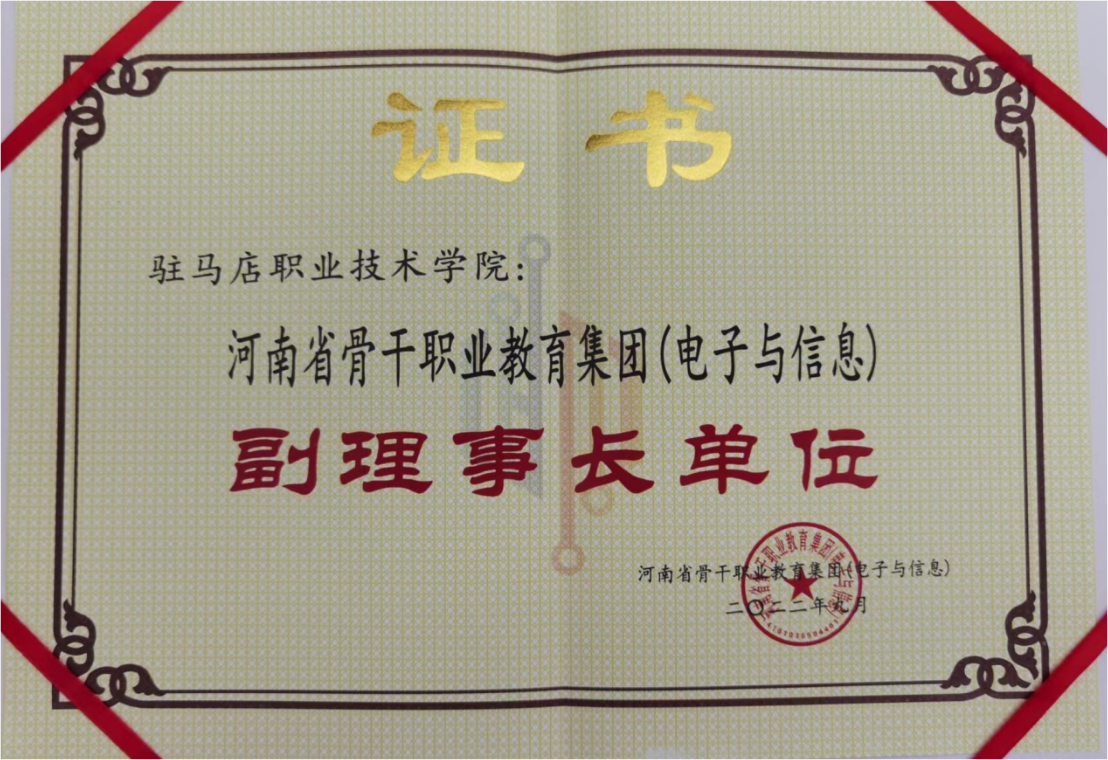 证书
驻马店职业技术学院：
河南省骨干职业教育集团(电子与信息)
副理事长单位
河南省骨干职业教育集团(电子与信息)
二〇二二年九月